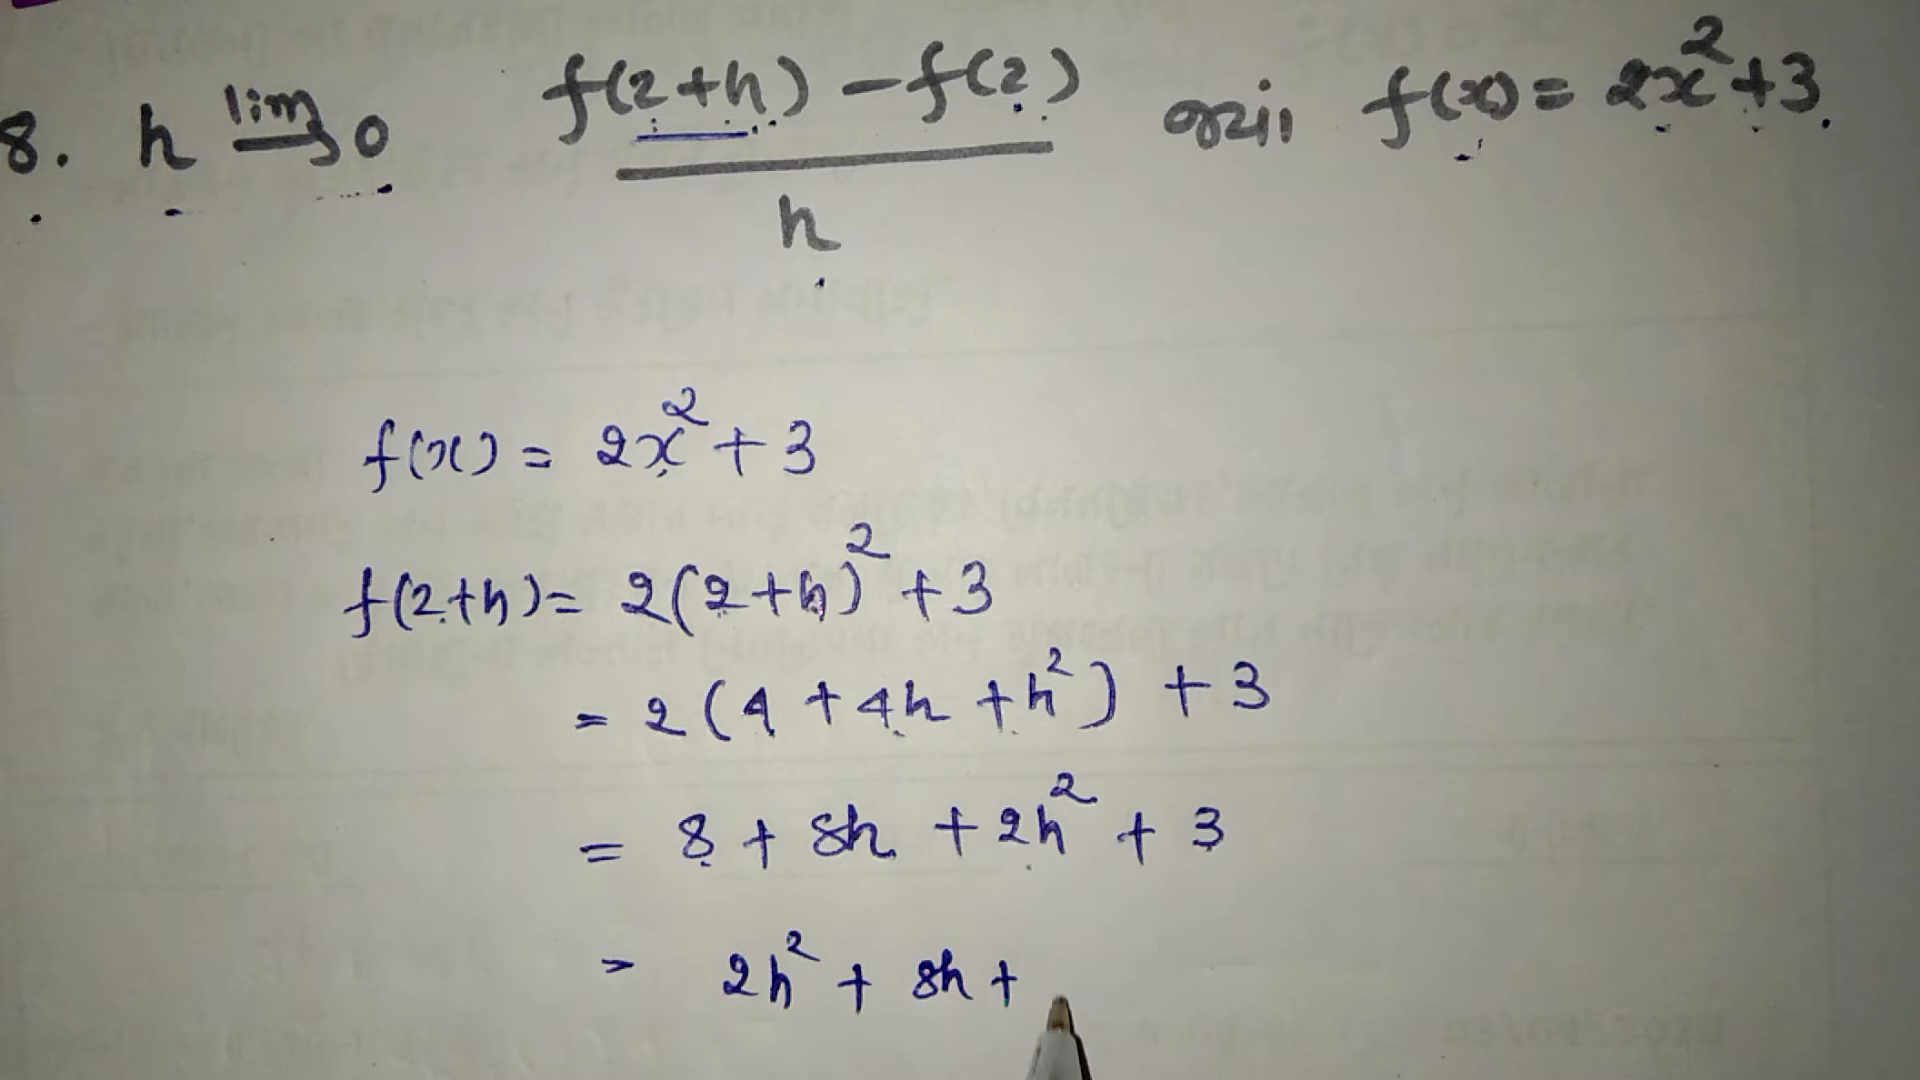 8. h lim→0 f(2+h) – f(2) / h જયાં f(x) = 2x²+3.
f(x) = 2x² + 3
f(2+h) = 2(2+h)² + 3
= 2(4 + 4h + h²) + 3
= 8 + 8h + 2h² + 3
= 2h² + 8h +